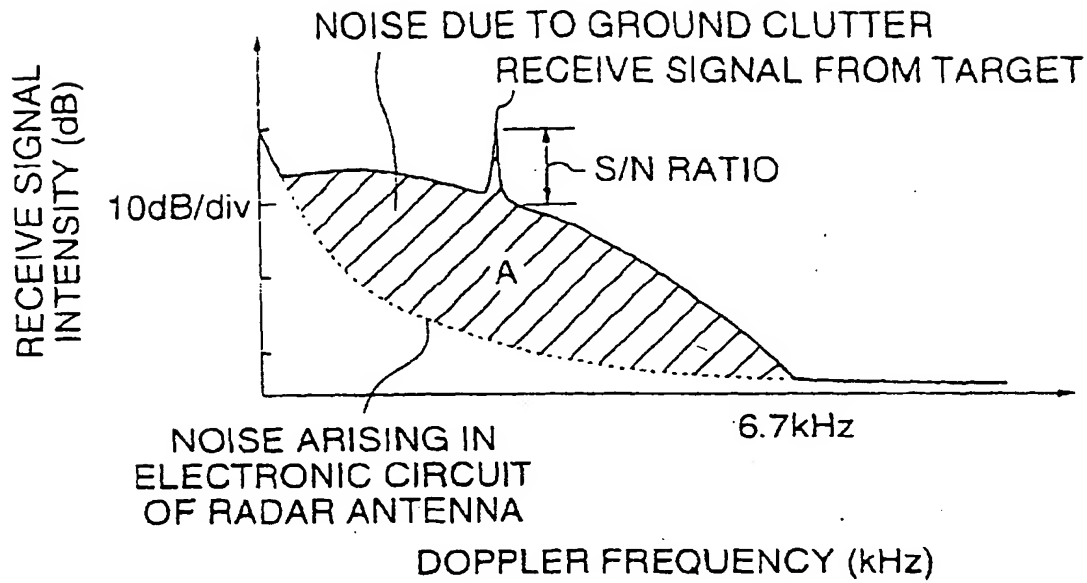 NOISE DUE TO GROUND CLUTTER
RECEIVE SIGNAL FROM TARGET
RECEIVE SIGNAL
INTENSITY (dB)
S/N RATIO
10dB/div
A
6.7kHz
NOISE ARISING IN
ELECTRONIC CIRCUIT
OF RADAR ANTENNA
DOPPLER FREQUENCY (kHz)